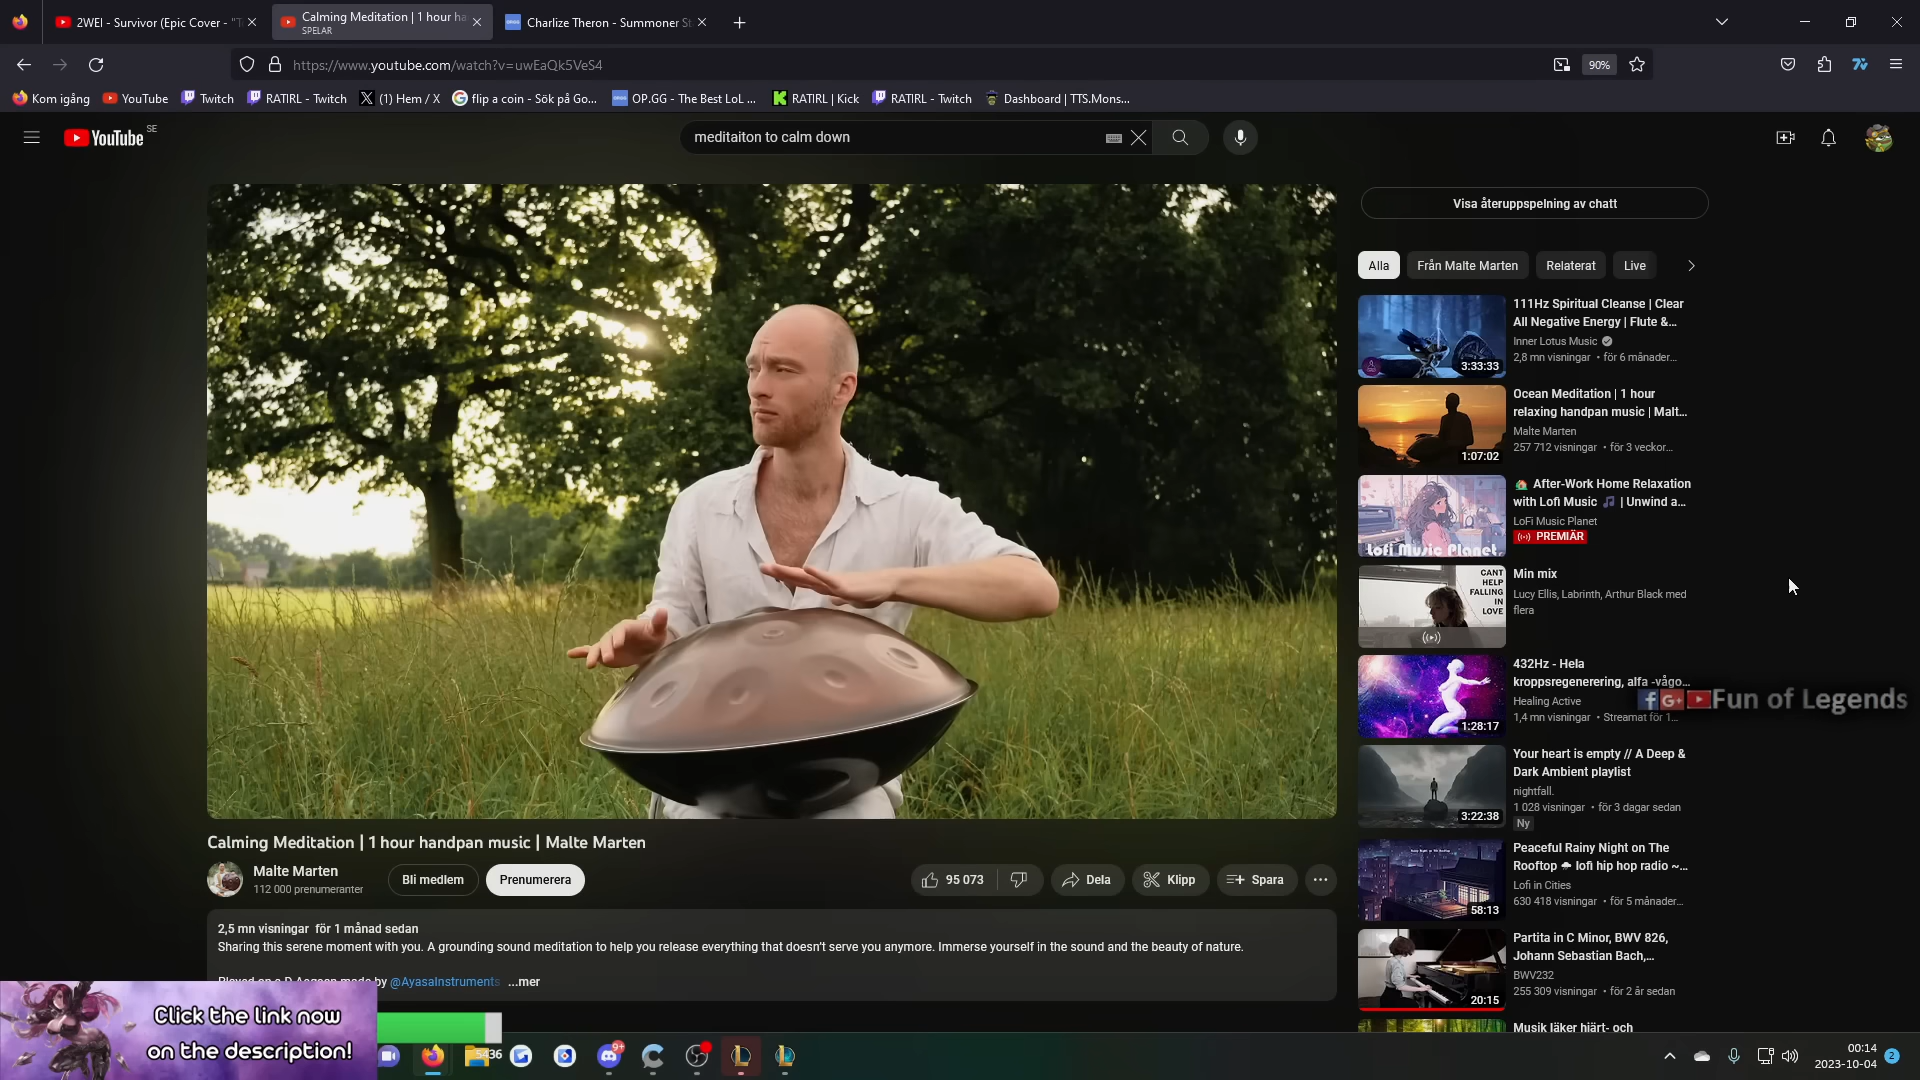 2WEI - Survivor (Epic Cover - "T
Calming Meditation | 1 hour ha
SPELAR
Charlize Theron - Summoner St
https://www.youtube.com/watch?v=uwEaQk5VeS4
90%
Kom igång
YouTube
Twitch
RATIRL - Twitch
(1) Hem / X
flip a coin - Sök på Go...
OP.GG - The Best LoL ...
RATIRL | Kick
RATIRL - Twitch
Dashboard | TTS.Mons...
YouTube SE
meditaiton to calm down
Visa återuppspelning av chatt
Alla
Från Malte Marten
Relaterat
Live
111Hz Spiritual Cleanse | Clear
All Negative Energy | Flute &...
Inner Lotus Music
2,8 mn visningar • för 6 månader...
3:33:33
Ocean Meditation | 1 hour
relaxing handpan music | Malt...
Malte Marten
257 712 visningar • för 3 veckor...
1:07:02
After-Work Home Relaxation
with Lofi Music | Unwind a...
LoFi Music Planet
PREMIÄR
Lofi Music Planet
Min mix
Lucy Ellis, Labrinth, Arthur Black med
flera
CANT
HELP
FALLING
IN
LOVE
432Hz - Hela
kroppsregenerering, alfa -vågo...
Healing Active
1,4 mn visningar • Streamat för 1...
1:28:17
Fun of Legends
Your heart is empty // A Deep &
Dark Ambient playlist
nightfall.
1 028 visningar • för 3 dagar sedan
Ny
3:22:38
Peaceful Rainy Night on The
Rooftop lofi hip hop radio ~...
Lofi in Cities
630 418 visningar • för 5 månader...
58:13
Partita in C Minor, BWV 826,
Johann Sebastian Bach,...
BWV232
255 309 visningar • för 2 år sedan
20:15
Musik läker hjärt- och
Calming Meditation | 1 hour handpan music | Malte Marten
Malte Marten
112 000 prenumeranter
Bli medlem
Prenumerera
95 073
Dela
Klipp
Spara
2,5 mn visningar för 1 månad sedan
Sharing this serene moment with you. A grounding sound meditation to help you release everything that doesn't serve you anymore. Immerse yourself in the sound and the beauty of nature.
by @AyasaInstruments ...mer
Click the link now
on the description!
5436
9+
00:14
2023-10-04
2